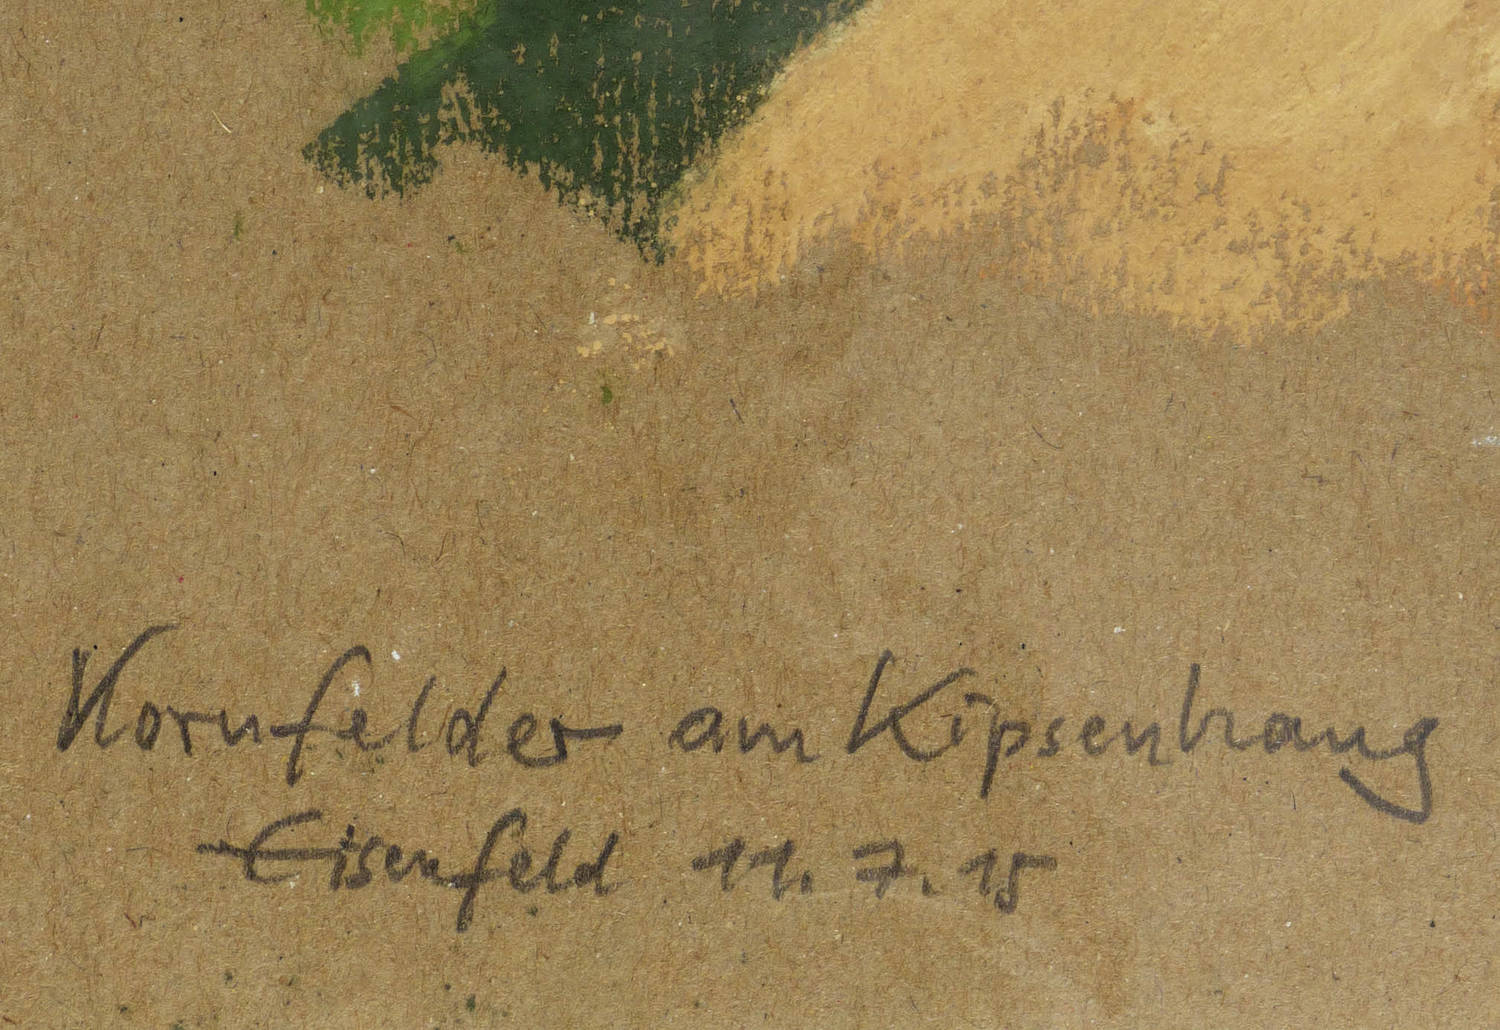 Kornfelder am Kipsenhang
Eisenfeld 11.7.15